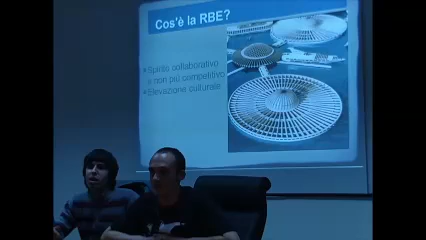 Cos'è la RBE?
Spirito collaborativo
e non più competitivo
Elevazione culturale